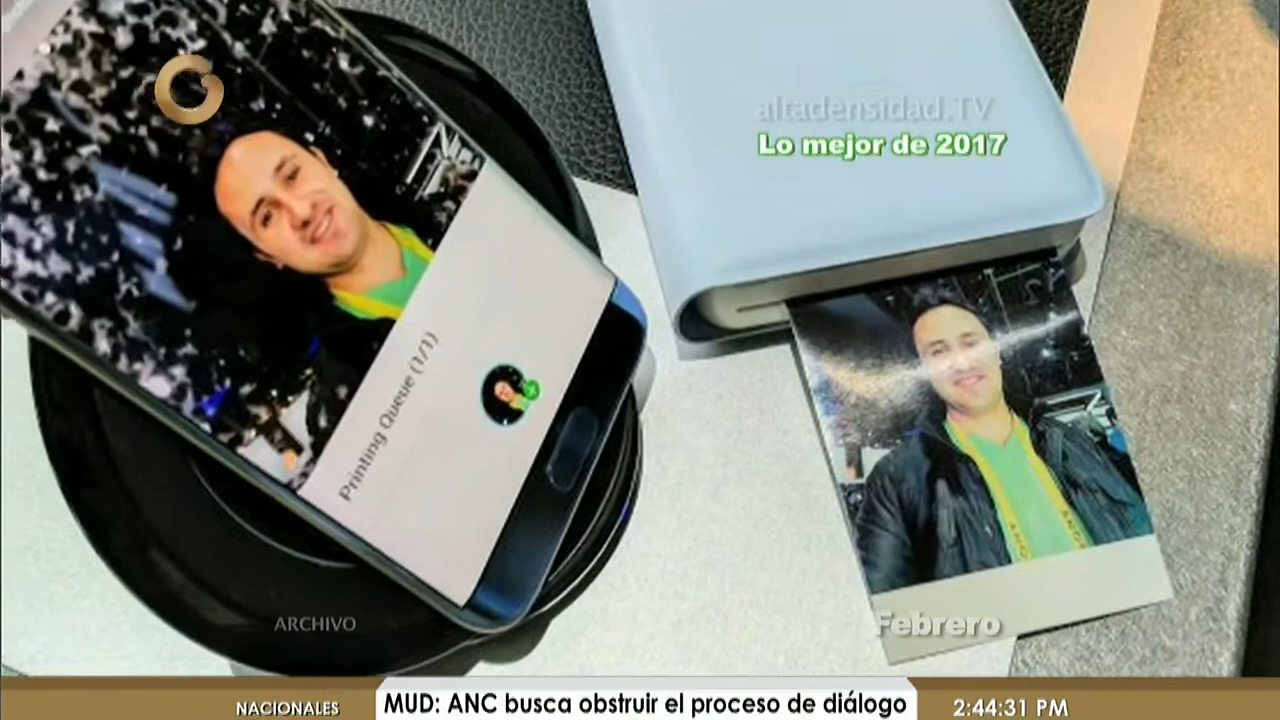 altadensidad.TV
Lo mejor de 2017
Printing Queue (1/1)
ARCHIVO
Febrero
NACIONALES
MUD: ANC busca obstruir el proceso de diálogo
2:44:31 PM